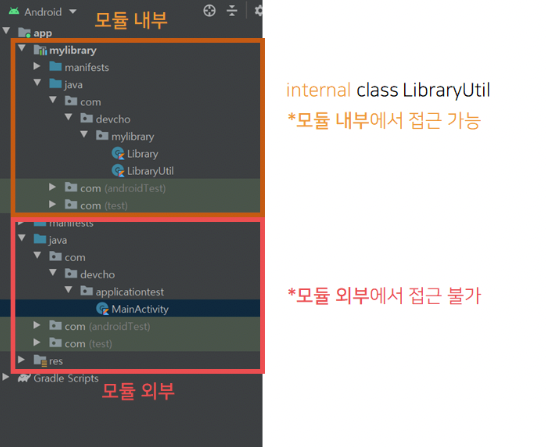 Android
모듈 내부
app
mylibrary
manifests
java
com
devcho
mylibrary
Library
LibraryUtil
com (androidTest)
com (test)
manifests
java
com
devcho
applicationtest
MainActivity
com (androidTest)
com (test)
res
Gradle Scripts
모듈 외부
internal class LibraryUtil
*모듈 내부에서 접근 가능
*모듈 외부에서 접근 불가